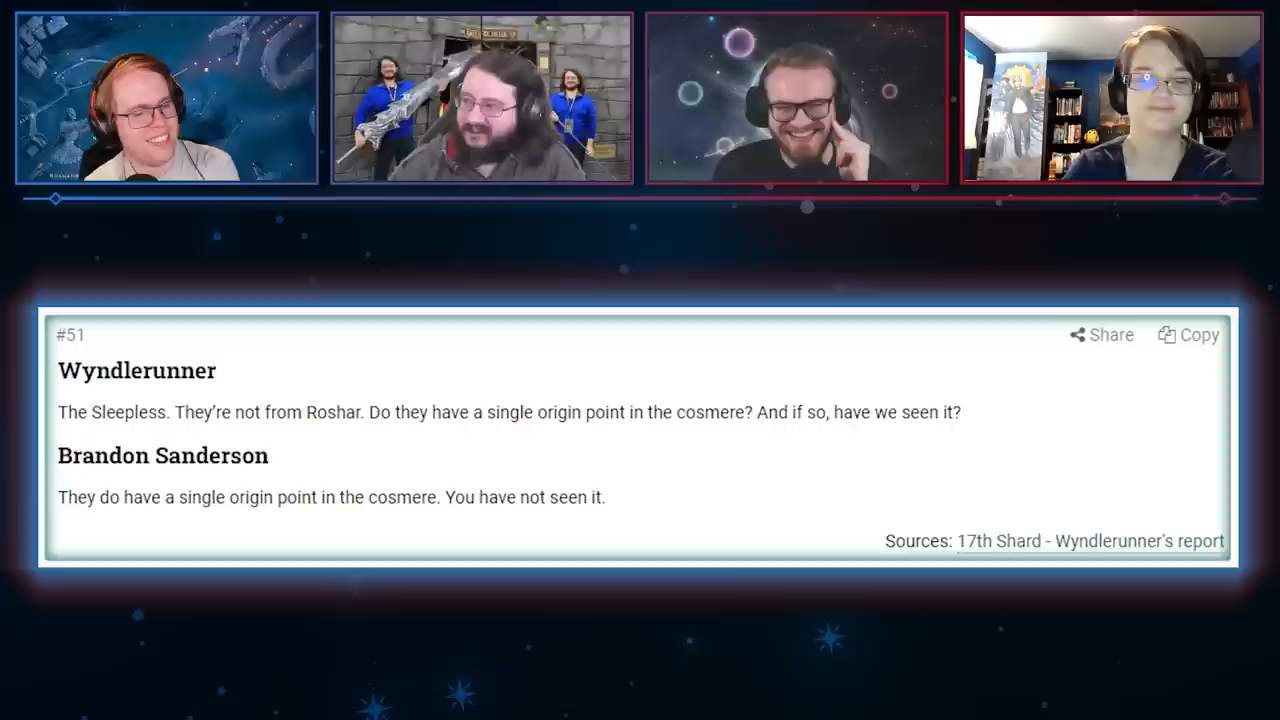 #51
Share
Copy
Wyndlerunner
The Sleepless. They’re not from Roshar. Do they have a single origin point in the cosmere? And if so, have we seen it?
Brandon Sanderson
They do have a single origin point in the cosmere. You have not seen it.
Sources: 17th Shard - Wyndlerunner's report